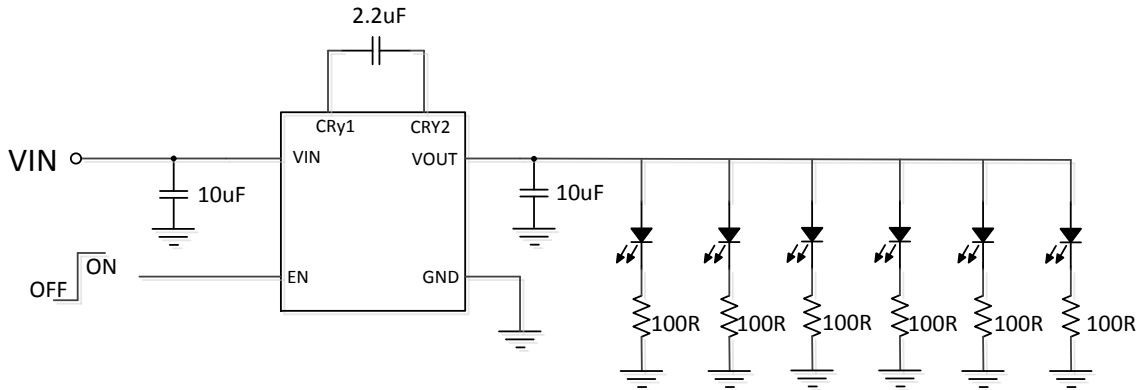 2.2uF
CRy1
CRY2
VIN
VIN
VOUT
10uF
10uF
ON
OFF
EN
GND
100R
100R
100R
100R
100R
100R